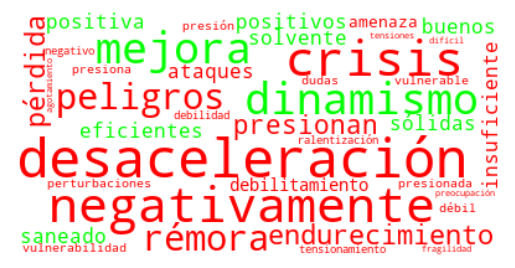 positiva presión positivos amenaza buenos
pérdida negativo mejora solvente tensiones difícil
presiona ataques dudas crisis vulnerable
agotamiento peligros debilidad dinamismo insuficiente
eficientes presionan sólidas
ralentización
desaceleración
perturbaciones debilitamiento presionada preocupación
negativamente débil
saneado rémora endurecimiento
vulnerabilidad tensionamiento fragilidad